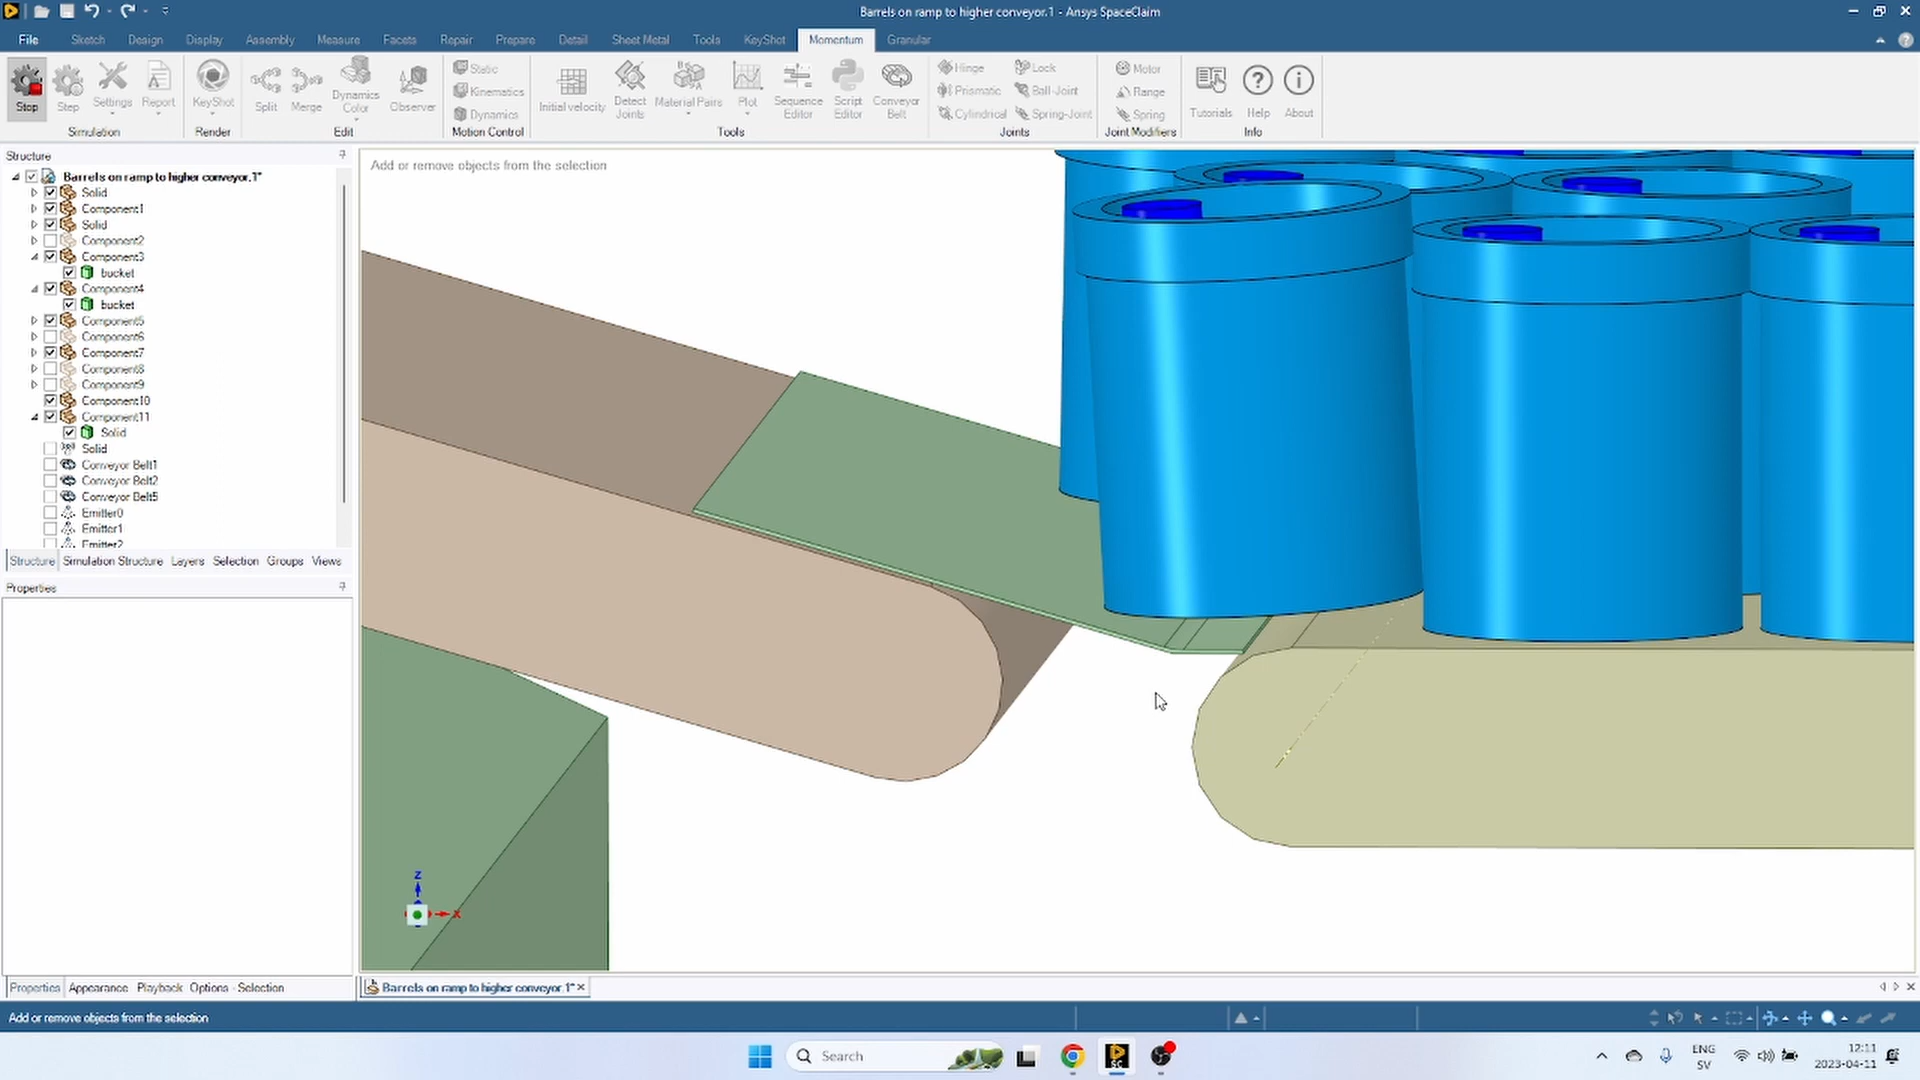 Barrels on ramp to higher conveyor.1 - Ansys SpaceClaim
File Sketch Design Display Assembly Measure Facets Repair Prepare Detail Sheet Metal Tools KeyShot Momentum Granular
Stop Step Settings Report
Simulation
KeyShot
Render
Split Merge Dynamics Color Observer
Edit
Static
Kinematics
Dynamics
Motion Control
Initial velocity Detect Joints Material Pairs Plot Sequence Editor Script Editor Conveyor Belt
Tools
Hinge Lock
Prismatic Ball-Joint
Cylindrical Spring-Joint
Joints
Motor
Range
Spring
Joint Modifiers
Tutorials Help About
Info
Structure
Barrels on ramp to higher conveyor.1*
Solid
Component1
Solid
Component2
Component3
bucket
Component4
bucket
Component5
Component6
Component7
Component8
Component9
Component10
Component11
Solid
Solid
Conveyor Belt1
Conveyor Belt2
Conveyor Belt5
Emitter0
Emitter1
Emitter2
Structure Simulation Structure Layers Selection Groups Views
Properties
Properties Appearance Playback Options - Selection
Add or remove objects from the selection
Z
X
Barrels on ramp to higher conveyor.1*
Add or remove objects from the selection
Search
SC
ENG
SV
12:11
2023-04-11